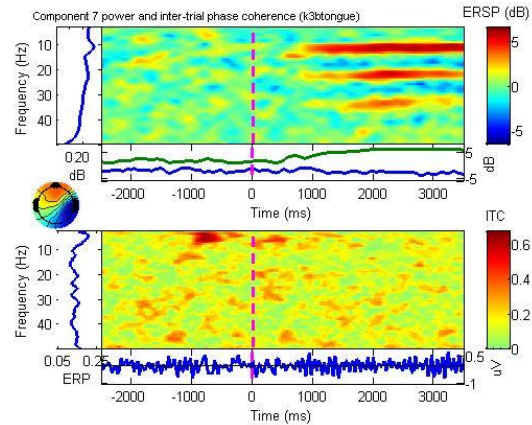 Component 7 power and inter-trial phase coherence (k3btongue)
ERSP (dB)
Frequency (Hz)
10
20
30
40
5
0
-5
0 20
dB
5
-5
dB
-2000 -1000 0 1000 2000 3000
Time (ms)
ITC
Frequency (Hz)
10
20
30
40
0.6
0.4
0.2
0
0.05 0.25
ERP
0.5
-1
uV
-2000 -1000 0 1000 2000 3000
Time (ms)